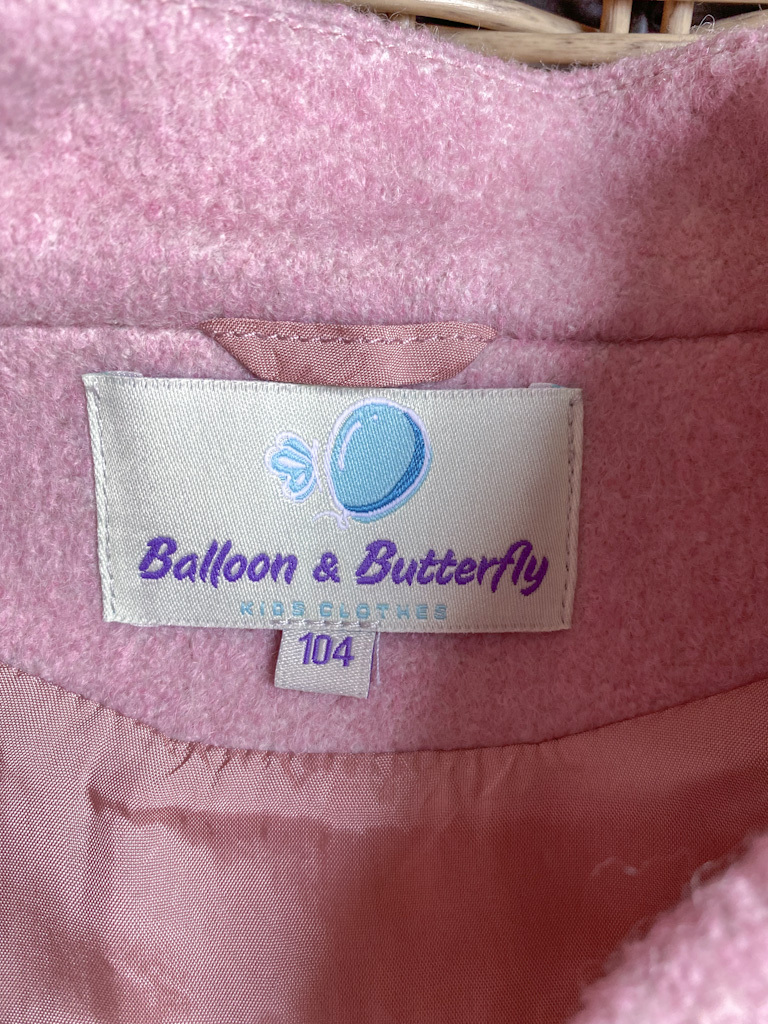 Balloon & Butterfly
KIDS CLOTHES
104